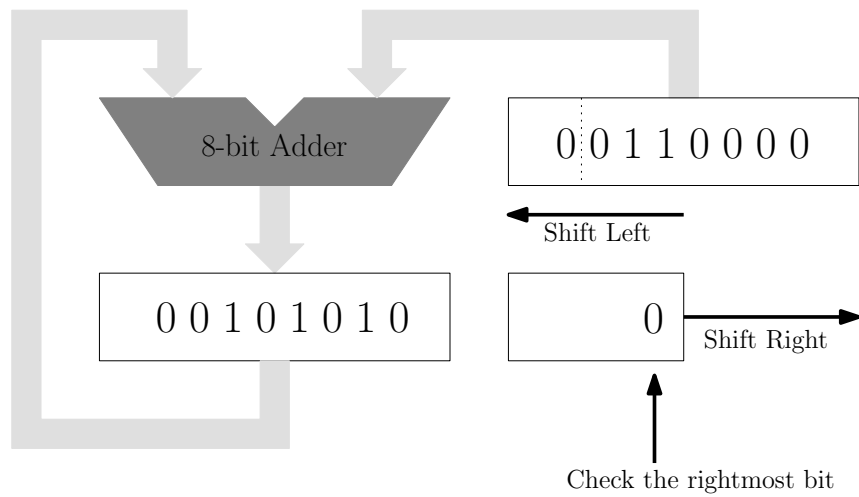 8-bit Adder
0 0 1 1 0 0 0 0
Shift Left
0 0 1 0 1 0 1 0
0
Shift Right
Check the rightmost bit